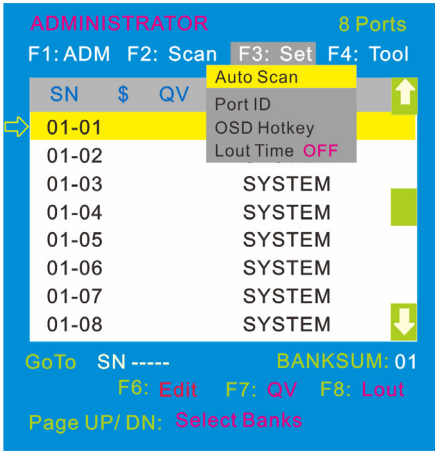 ADMINISTRATOR 8 Ports
F1: ADM F2: Scan F3: Set F4: Tool
Auto Scan
SN $ QV
Port ID
01-01 OSD Hotkey
01-02 Lout Time OFF
01-03 SYSTEM
01-04 SYSTEM
01-05 SYSTEM
01-06 SYSTEM
01-07 SYSTEM
01-08 SYSTEM
GoTo SN ----- BANKSUM: 01
F6: Edit F7: QV F8: Lout
Page UP/ DN: Select Banks